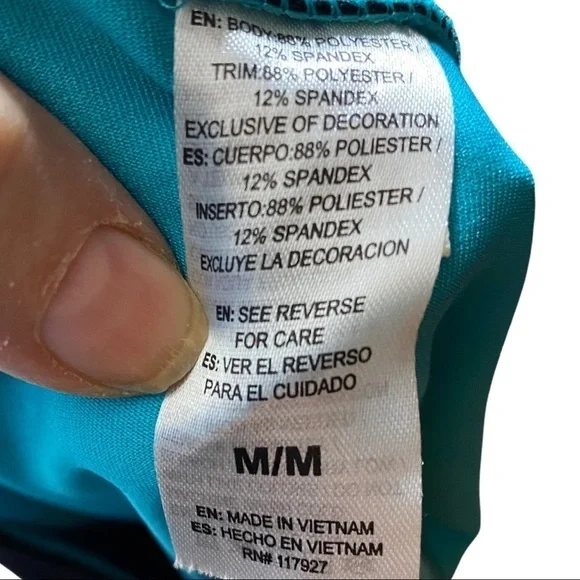 EN: BODY:88% POLYESTER /
12% SPANDEX
TRIM:88% POLYESTER /
12% SPANDEX
EXCLUSIVE OF DECORATION
ES: CUERPO:88% POLIESTER /
12% SPANDEX
INSERTO:88% POLIESTER /
12% SPANDEX
EXCLUYE LA DECORACION
EN: SEE REVERSE
FOR CARE
ES: VER EL REVERSO
PARA EL CUIDADO
M/M
EN: MADE IN VIETNAM
ES: HECHO EN VIETNAM
RN# 117927